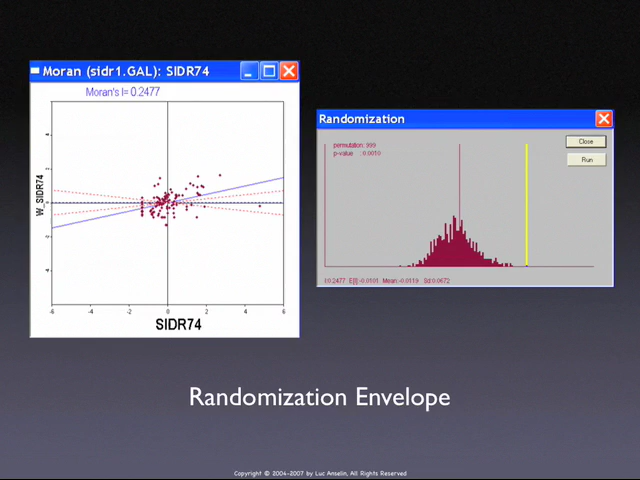 Moran (sidr1.GAL): SIDR74
Moran's I= 0.2477
W_SIDR74
-6 -4 -2 0 2 4 6
SIDR74
Randomization
permutation: 999
p-value : 0.0010
Close
Run
I:0.2477 E[I]:-0.0101 Mean:-0.0119 Sd:0.0672
Randomization Envelope
Copyright © 2004-2007 by Luc Anselin, All Rights Reserved